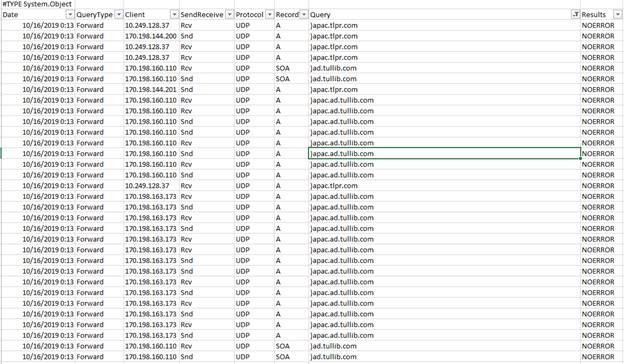 #TYPE System.Object
Date QueryType Client SendReceive Protocol Record Query Results
10/16/2019 0:13 Forward 10.249.128.37 Rcv UDP A japac.tlpr.com NOERROR
10/16/2019 0:13 Forward 170.198.144.200 Snd UDP A japac.tlpr.com NOERROR
10/16/2019 0:13 Forward 10.249.128.37 Rcv UDP A japac.tlpr.com NOERROR
10/16/2019 0:13 Forward 10.249.128.37 Rcv UDP A japac.tlpr.com NOERROR
10/16/2019 0:13 Forward 170.198.160.110 Rcv UDP SOA jad.tullib.com NOERROR
10/16/2019 0:13 Forward 170.198.160.110 Snd UDP SOA jad.tullib.com NOERROR
10/16/2019 0:13 Forward 170.198.144.201 Snd UDP A japac.tlpr.com NOERROR
10/16/2019 0:13 Forward 170.198.160.110 Rcv UDP A japac.ad.tullib.com NOERROR
10/16/2019 0:13 Forward 170.198.160.110 Rcv UDP A japac.ad.tullib.com NOERROR
10/16/2019 0:13 Forward 170.198.160.110 Snd UDP A japac.ad.tullib.com NOERROR
10/16/2019 0:13 Forward 170.198.160.110 Snd UDP A japac.ad.tullib.com NOERROR
10/16/2019 0:13 Forward 170.198.160.110 Rcv UDP A japac.ad.tullib.com NOERROR
10/16/2019 0:13 Forward 170.198.160.110 Snd UDP A japac.ad.tullib.com NOERROR
10/16/2019 0:13 Forward 170.198.160.110 Rcv UDP A japac.ad.tullib.com NOERROR
10/16/2019 0:13 Forward 170.198.160.110 Snd UDP A japac.ad.tullib.com NOERROR
10/16/2019 0:13 Forward 10.249.128.37 Rcv UDP A japac.tlpr.com NOERROR
10/16/2019 0:13 Forward 170.198.163.173 Rcv UDP A japac.ad.tullib.com NOERROR
10/16/2019 0:13 Forward 170.198.163.173 Snd UDP A japac.ad.tullib.com NOERROR
10/16/2019 0:13 Forward 170.198.163.173 Rcv UDP A japac.ad.tullib.com NOERROR
10/16/2019 0:13 Forward 170.198.163.173 Snd UDP A japac.ad.tullib.com NOERROR
10/16/2019 0:13 Forward 170.198.163.173 Rcv UDP A japac.ad.tullib.com NOERROR
10/16/2019 0:13 Forward 170.198.163.173 Snd UDP A japac.ad.tullib.com NOERROR
10/16/2019 0:13 Forward 170.198.163.173 Rcv UDP A japac.ad.tullib.com NOERROR
10/16/2019 0:13 Forward 170.198.163.173 Snd UDP A japac.ad.tullib.com NOERROR
10/16/2019 0:13 Forward 170.198.163.173 Rcv UDP A japac.ad.tullib.com NOERROR
10/16/2019 0:13 Forward 170.198.163.173 Snd UDP A japac.ad.tullib.com NOERROR
10/16/2019 0:13 Forward 170.198.163.173 Rcv UDP A japac.ad.tullib.com NOERROR
10/16/2019 0:13 Forward 170.198.163.173 Snd UDP A japac.ad.tullib.com NOERROR
10/16/2019 0:13 Forward 170.198.163.173 Rcv UDP A japac.ad.tullib.com NOERROR
10/16/2019 0:13 Forward 170.198.163.173 Snd UDP A japac.ad.tullib.com NOERROR
10/16/2019 0:13 Forward 170.198.160.110 Rcv UDP SOA jad.tullib.com NOERROR
10/16/2019 0:13 Forward 170.198.160.110 Snd UDP SOA jad.tullib.com NOERROR